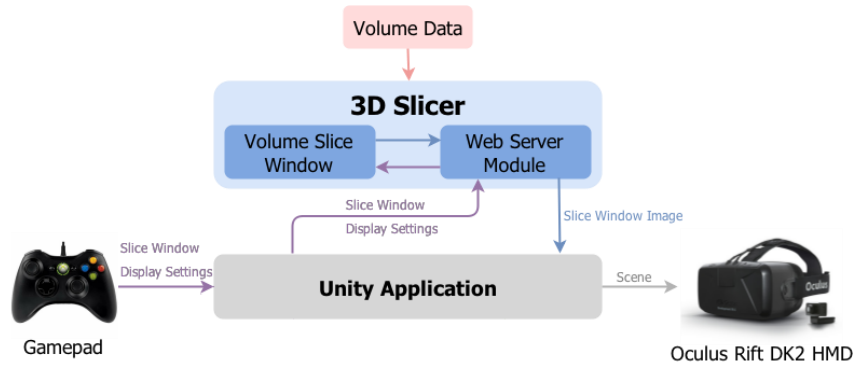 Volume Data
3D Slicer
Volume Slice
Window
Web Server
Module
Slice Window
Display Settings
Slice Window Image
Slice Window
Display Settings
Unity Application
Scene
Oculus
Gamepad
Oculus Rift DK2 HMD